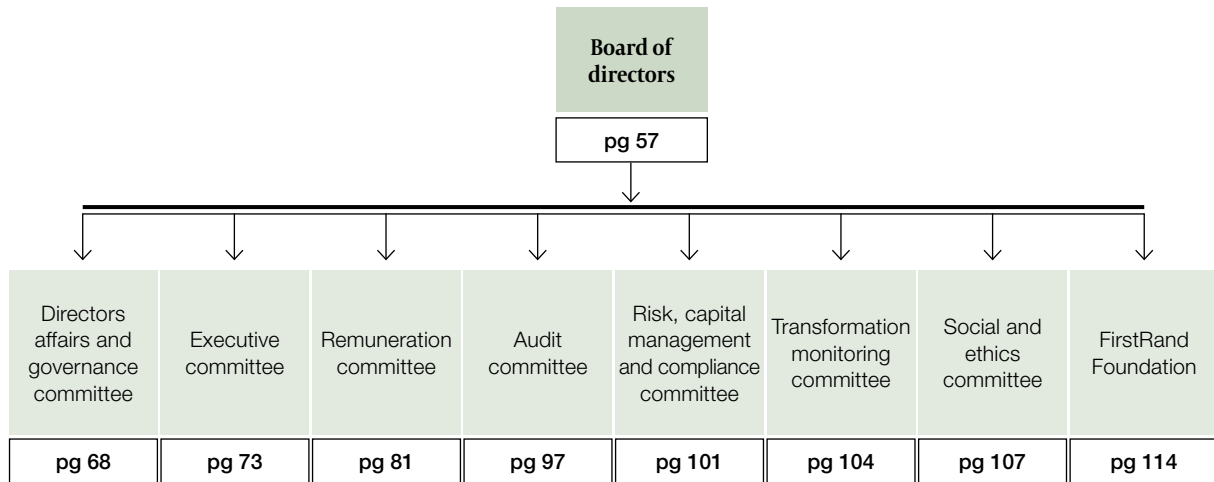 Board of
directors
pg 57
Directors
affairs and
governance
committee
pg 68
Executive
committee
pg 73
Remuneration
committee
pg 81
Audit
committee
pg 97
Risk, capital
management
and compliance
committee
pg 101
Transformation
monitoring
committee
pg 104
Social and
ethics
committee
pg 107
FirstRand
Foundation
pg 114